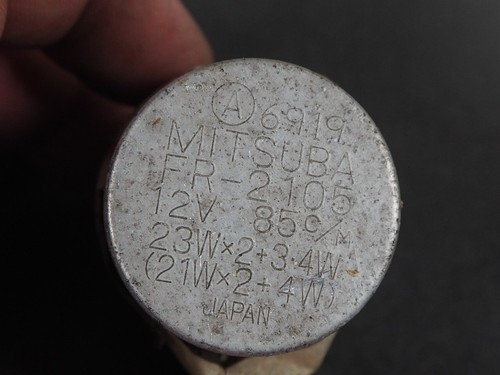 Ⓐ 6919
MITSUBA
FR-2105
12V 85c/M
23W×2+3.4W
(21W×2+4W)
JAPAN